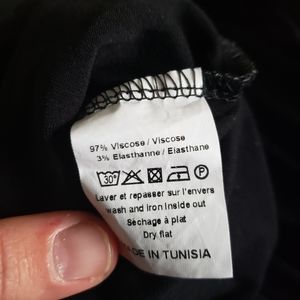 97% Viscose / Viscose
3% Elasthanne / Elasthane
30°
P
Laver et repasser sur l'envers
wash and iron inside out
Séchage à plat
Dry flat
DE IN TUNISIA